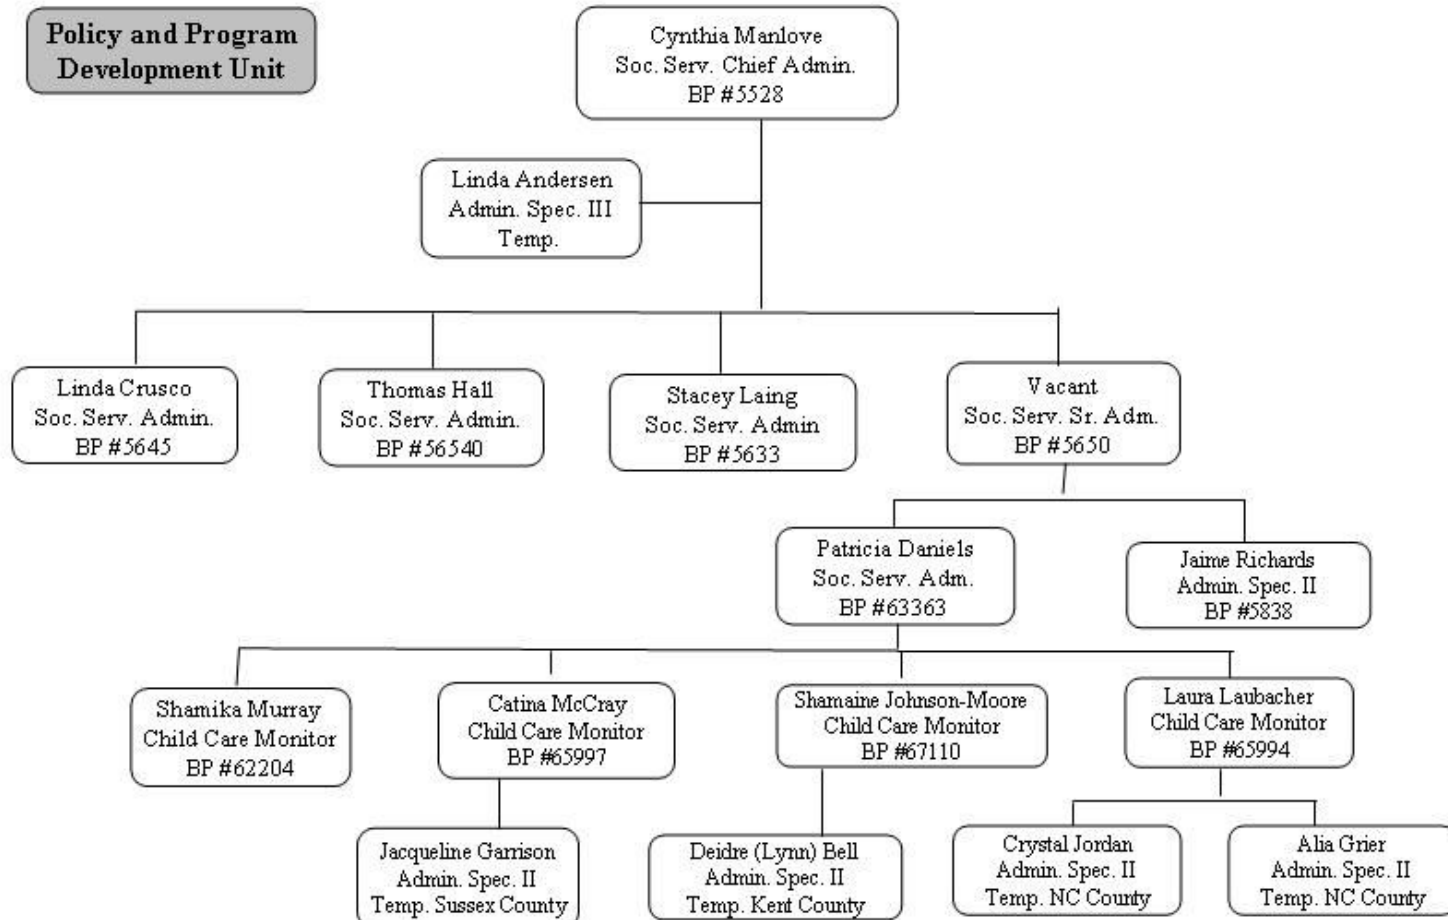 Policy and Program
Development Unit
Cynthia Manlove
Soc. Serv. Chief Admin.
BP #5528
Linda Andersen
Admin. Spec. III
Temp.
Linda Crusco
Soc. Serv. Admin.
BP #5645
Thomas Hall
Soc. Serv. Admin.
BP #56540
Stacey Laing
Soc. Serv. Admin
BP #5633
Vacant
Soc. Serv. Sr. Adm.
BP #5650
Patricia Daniels
Soc. Serv. Adm.
BP #63363
Jaime Richards
Admin. Spec. II
BP #5838
Shamika Murray
Child Care Monitor
BP #62204
Catina McCray
Child Care Monitor
BP #65997
Shamaine Johnson-Moore
Child Care Monitor
BP #67110
Laura Laubacher
Child Care Monitor
BP #65994
Jacqueline Garrison
Admin. Spec. II
Temp. Sussex County
Deidre (Lynn) Bell
Admin. Spec. II
Temp. Kent County
Crystal Jordan
Admin. Spec. II
Temp. NC County
Alia Grier
Admin. Spec. II
Temp. NC County